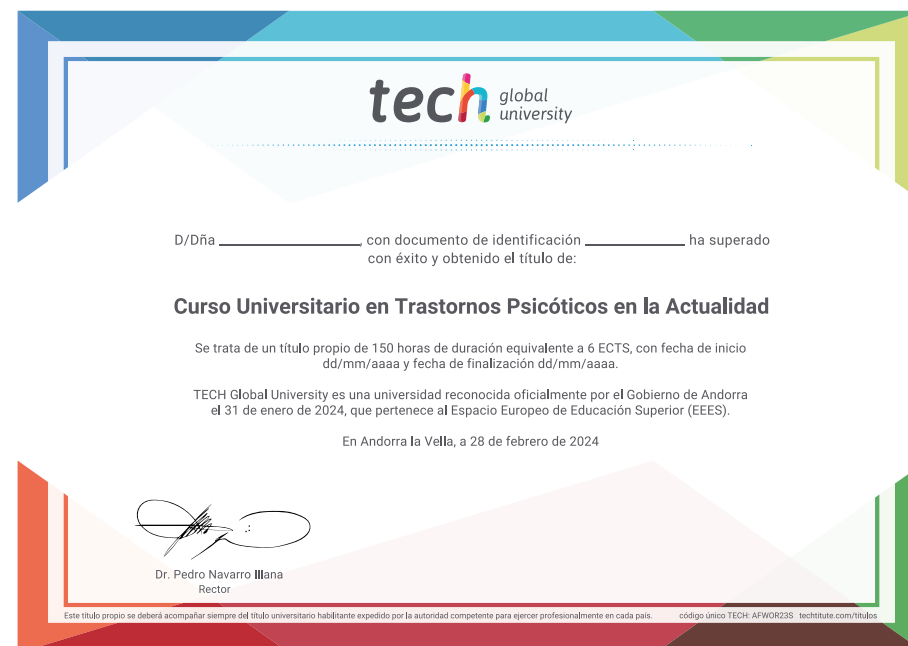 tech global university
D/Dña ______________________, con documento de identificación ________________ ha superado
con éxito y obtenido el título de:
Curso Universitario en Trastornos Psicóticos en la Actualidad
Se trata de un título propio de 150 horas de duración equivalente a 6 ECTS, con fecha de inicio
dd/mm/aaaa y fecha de finalización dd/mm/aaaa.
TECH Global University es una universidad reconocida oficialmente por el Gobierno de Andorra
el 31 de enero de 2024, que pertenece al Espacio Europeo de Educación Superior (EEES).
En Andorra la Vella, a 28 de febrero de 2024
Dr. Pedro Navarro Illana
Rector
Este título propio se deberá acompañar siempre del título universitario habilitante expedido por la autoridad competente para ejercer profesionalmente en cada país. código único TECH: AFWOR23S techtitute.com/titulos